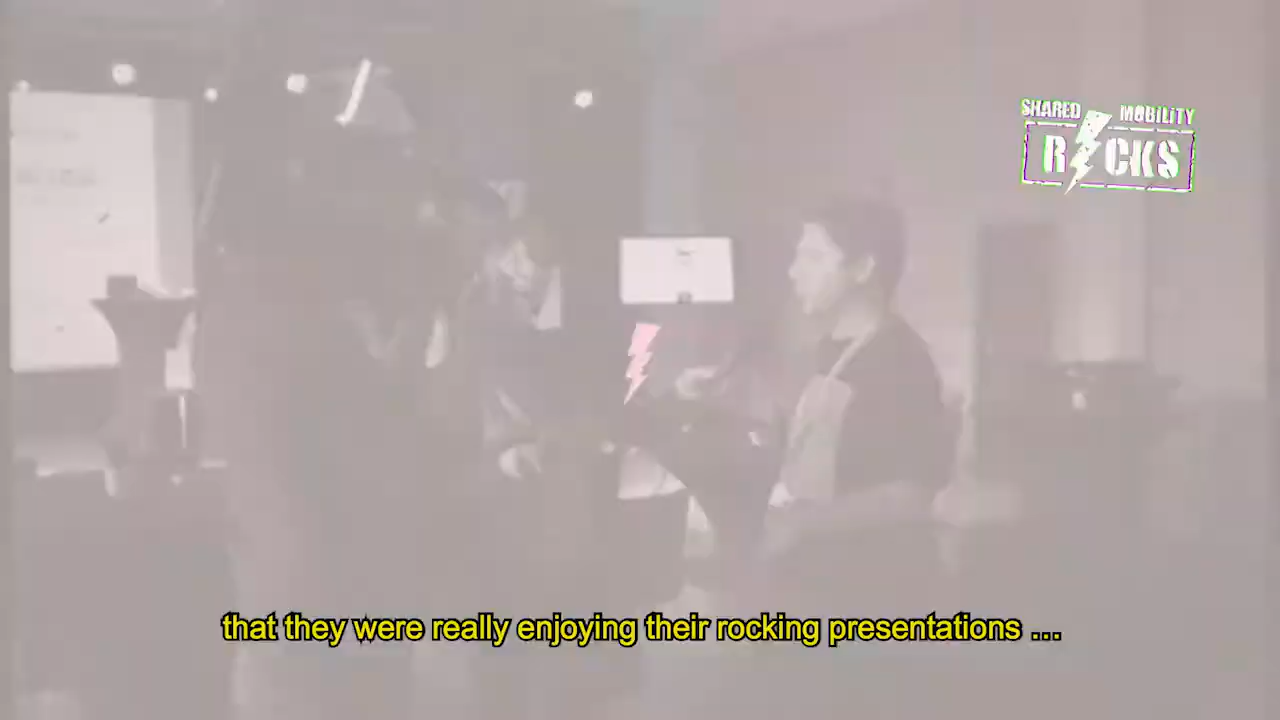 SHARED MOBILITY
ROCKS
that they were really enjoying their rocking presentations ...